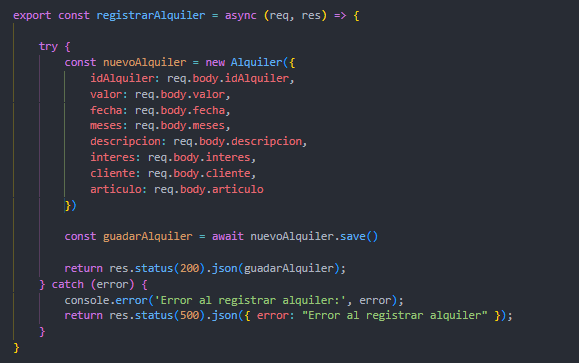 export const registrarAlquiler = async (req, res) => {
try {
const nuevoAlquiler = new Alquiler({
idAlquiler: req.body.idAlquiler,
valor: req.body.valor,
fecha: req.body.fecha,
meses: req.body.meses,
descripcion: req.body.descripcion,
interes: req.body.interes,
cliente: req.body.cliente,
articulo: req.body.articulo
})
const guadarAlquiler = await nuevoAlquiler.save()
return res.status(200).json(guadarAlquiler);
} catch (error) {
console.error('Error al registrar alquiler:', error);
return res.status(500).json({ error: "Error al registrar alquiler" });
}
}